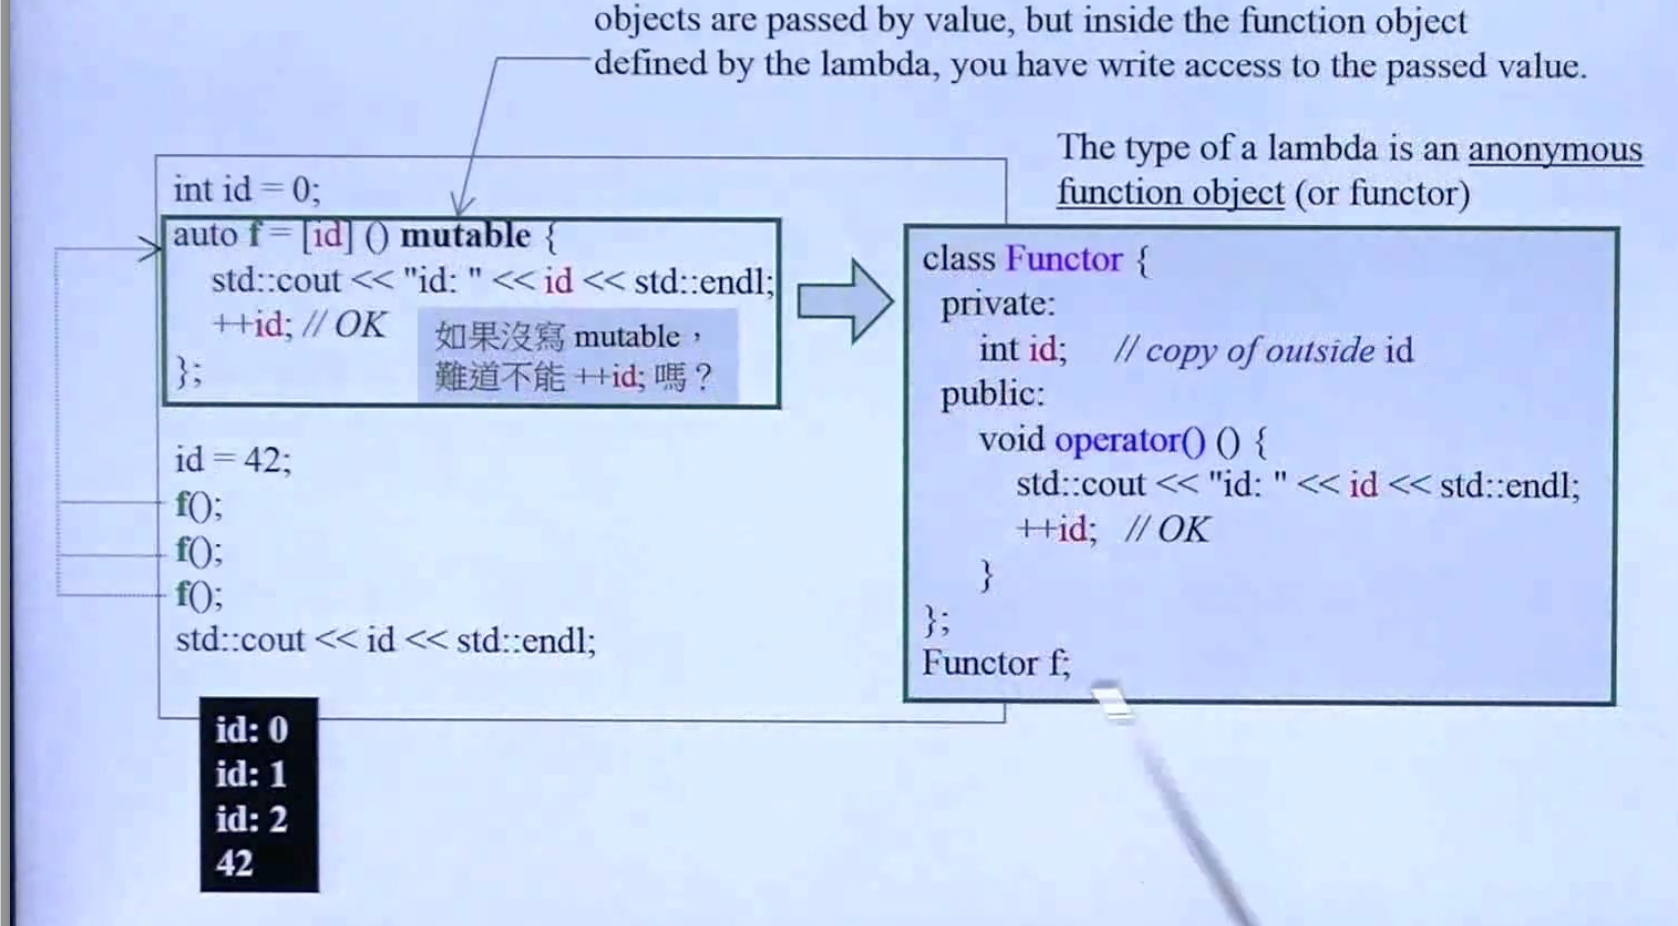 objects are passed by value, but inside the function object
defined by the lambda, you have write access to the passed value.
The type of a lambda is an anonymous
function object (or functor)
int id = 0;
auto f = [id] () mutable {
std::cout << "id: " << id << std::endl;
++id; // OK
如果沒寫 mutable，
難道不能 ++id; 嗎？
};
id = 42;
f();
f();
f();
std::cout << id << std::endl;
id: 0
id: 1
id: 2
42
class Functor {
private:
int id; // copy of outside id
public:
void operator() () {
std::cout << "id: " << id << std::endl;
++id; // OK
}
};
Functor f;